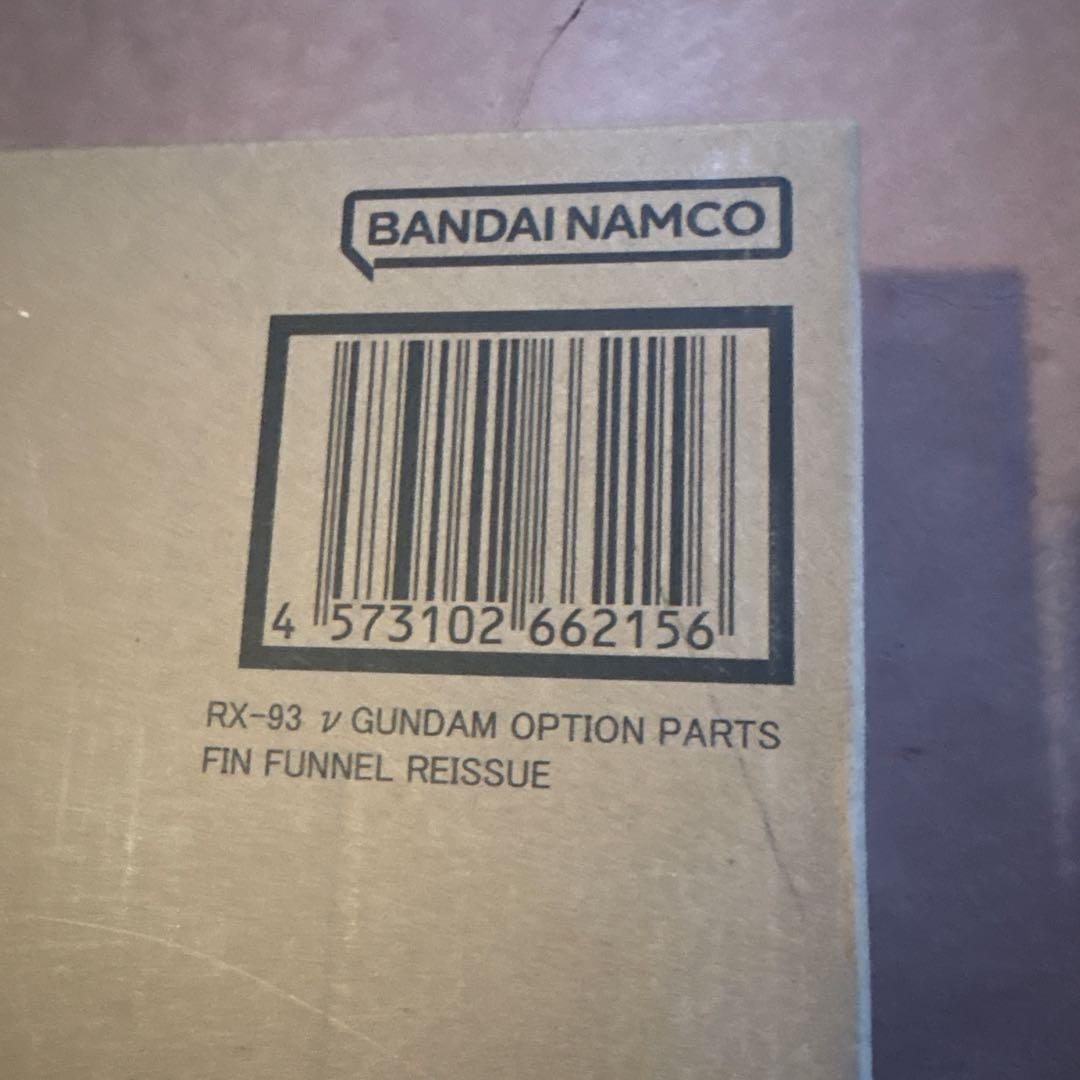 BANDAI NAMCO
4 573102 662156
RX-93 ν GUNDAM OPTION PARTS
FIN FUNNEL REISSUE